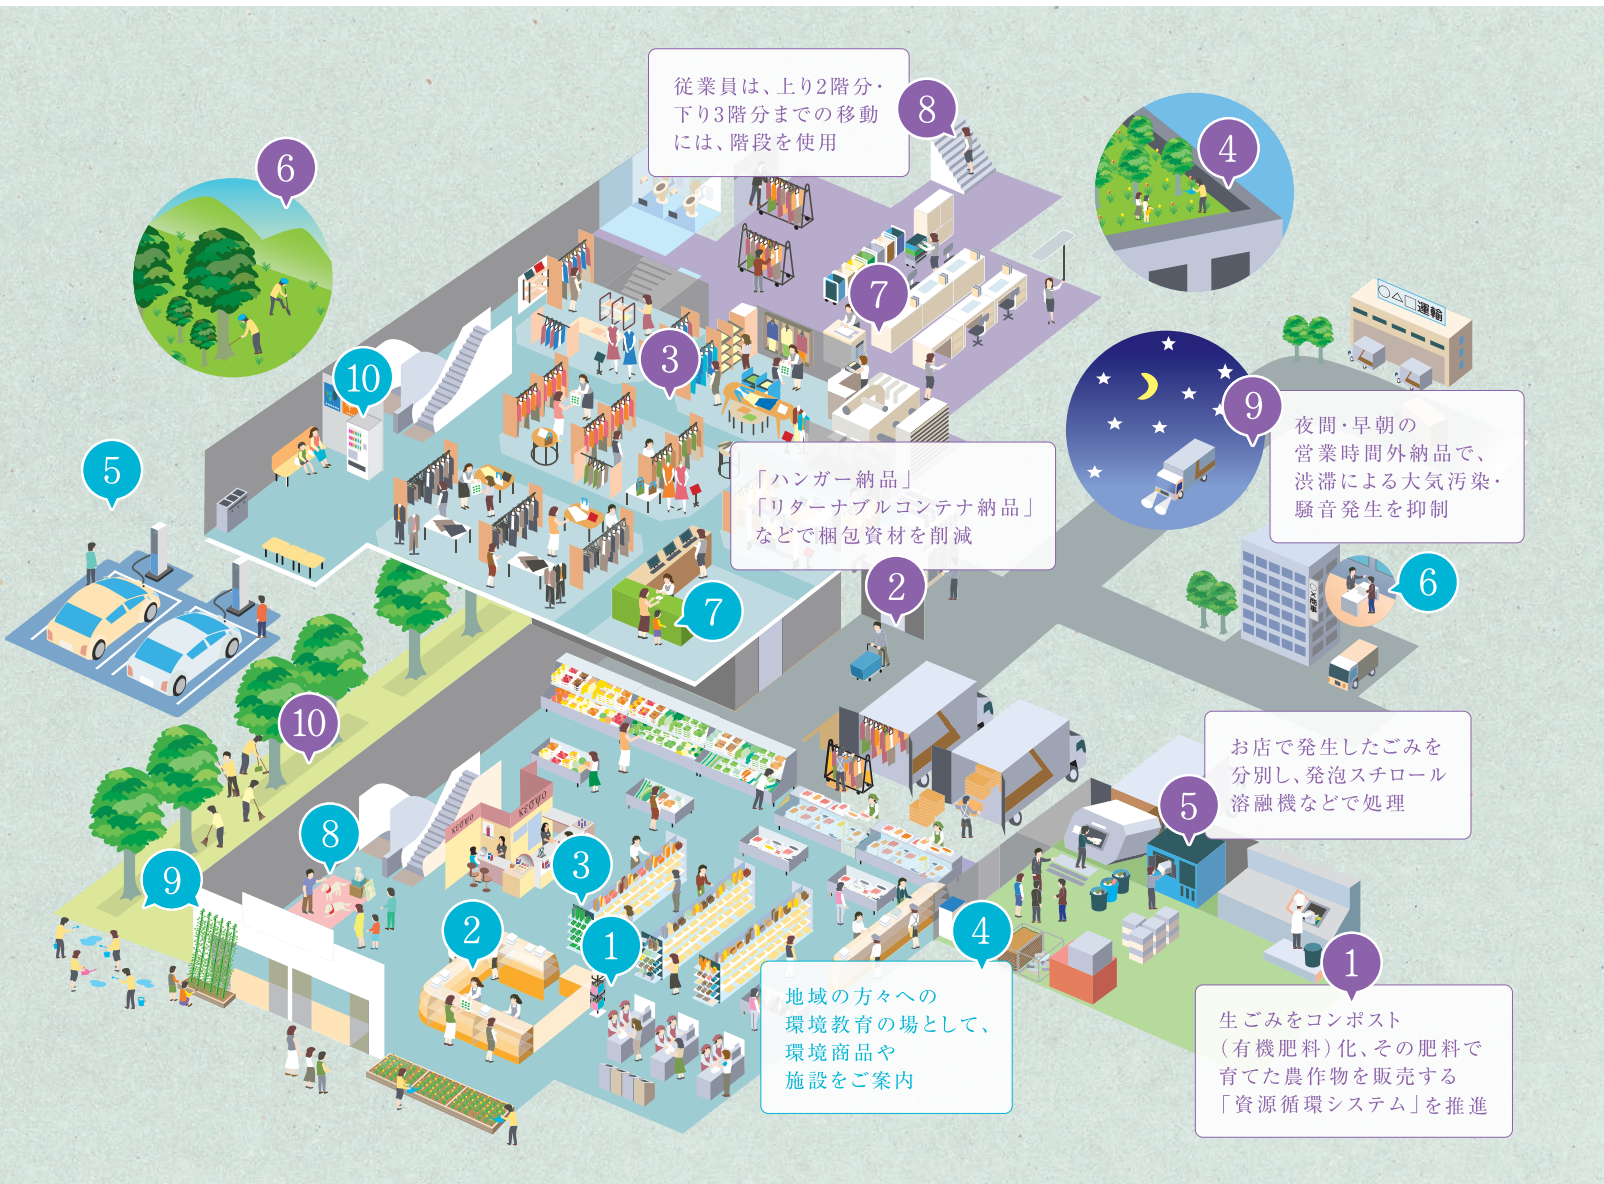 従業員は、上り2階分・
下り3階分までの移動
には、階段を使用
8
4
6
7
3
10
○△□運輸
9
夜間・早朝の
営業時間外納品で、
渋滞による大気汚染・
騒音発生を抑制
5
「ハンガー納品」
「リターナブルコンテナ納品」
などで梱包資材を削減
2
6
7
10
お店で発生したごみを
分別し、発泡スチロール
溶融機などで処理
5
KEOWO
KEOWO
8
3
9
2
1
4
地域の方々への
環境教育の場として、
環境商品や
施設をご案内
1
生ごみをコンポスト
（有機肥料）化、その肥料で
育てた農作物を販売する
「資源循環システム」を推進